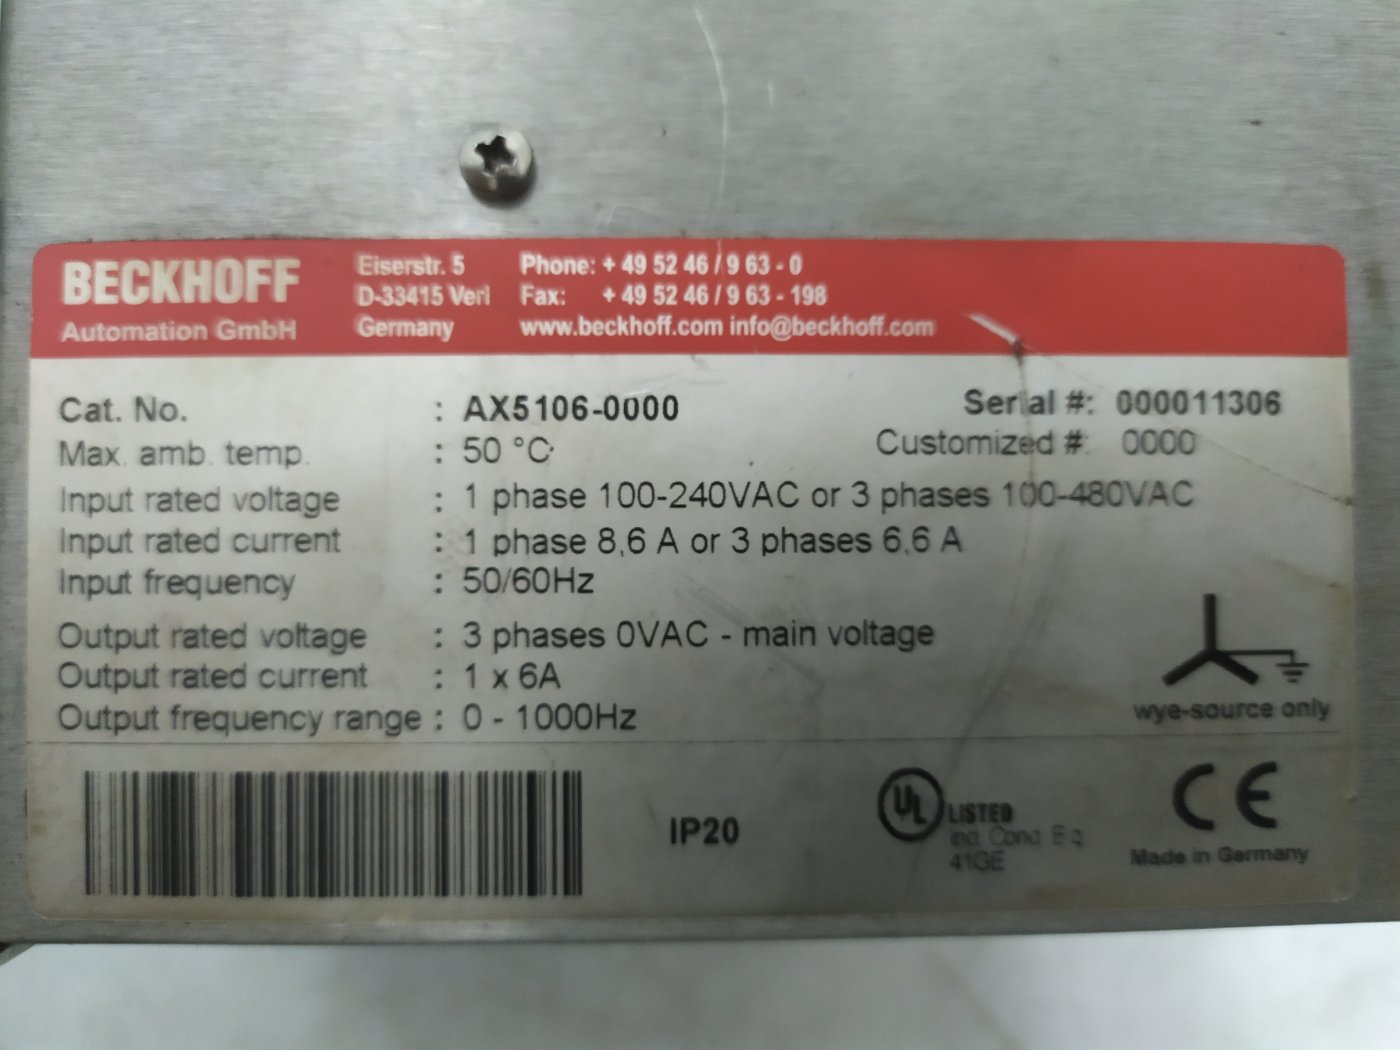 BECKHOFF
Automation GmbH
Eiserstr. 5
D-33415 Verl
Germany
Phone: + 49 52 46 / 9 63 - 0
Fax: + 49 52 46 / 9 63 - 198
www.beckhoff.com info@beckhoff.com
Cat. No. : AX5106-0000 Serial #: 000011306
Max. amb. temp. : 50 °C Customized #: 0000
Input rated voltage : 1 phase 100-240VAC or 3 phases 100-480VAC
Input rated current : 1 phase 8,6 A or 3 phases 6,6 A
Input frequency : 50/60Hz
Output rated voltage : 3 phases 0VAC - main voltage
Output rated current : 1 x 6A
Output frequency range : 0 - 1000Hz
wye-source only
IP20
UL LISTED
Ind. Cond. Eq.
41GE
CE
Made in Germany